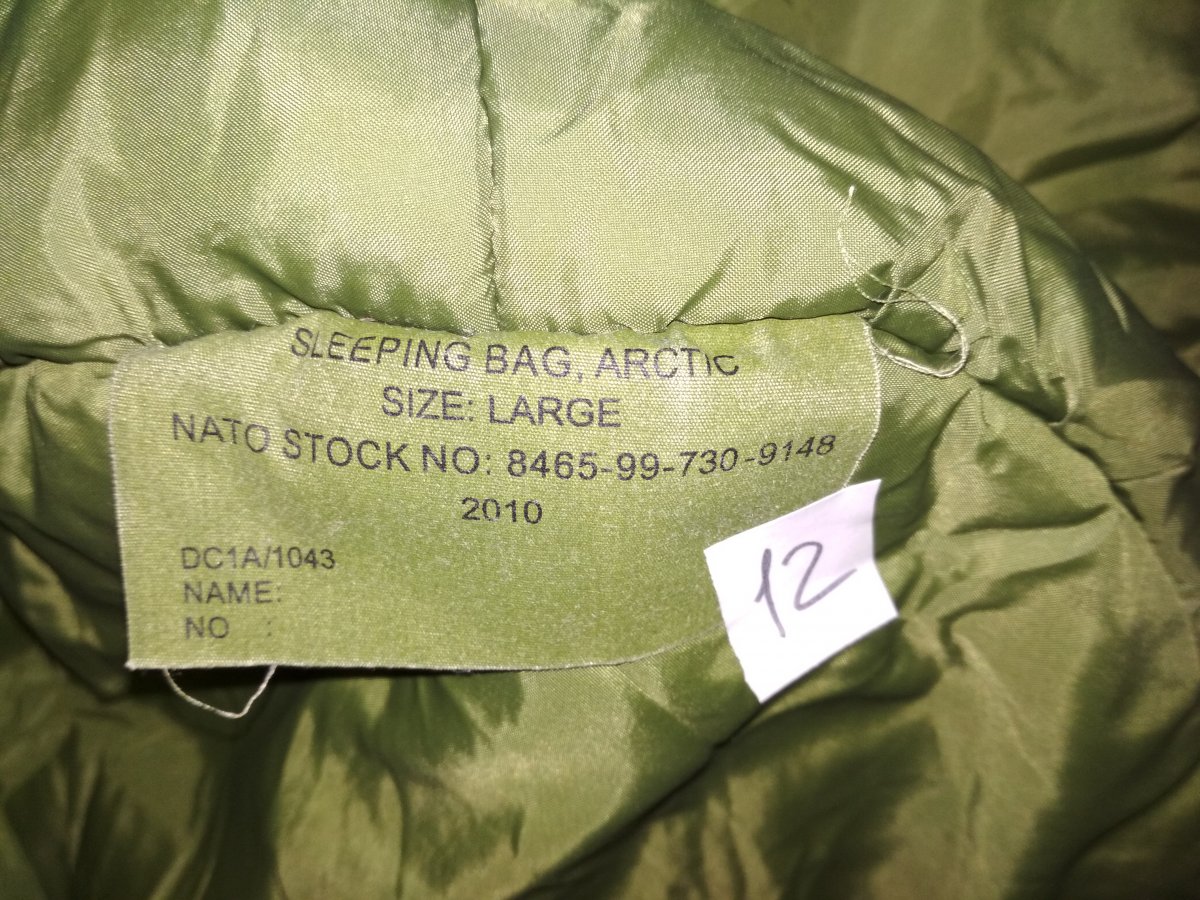 SLEEPING BAG, ARCTIC
SIZE: LARGE
NATO STOCK NO: 8465-99-730-9148
2010
DC1A/1043
NAME:
NO :
12